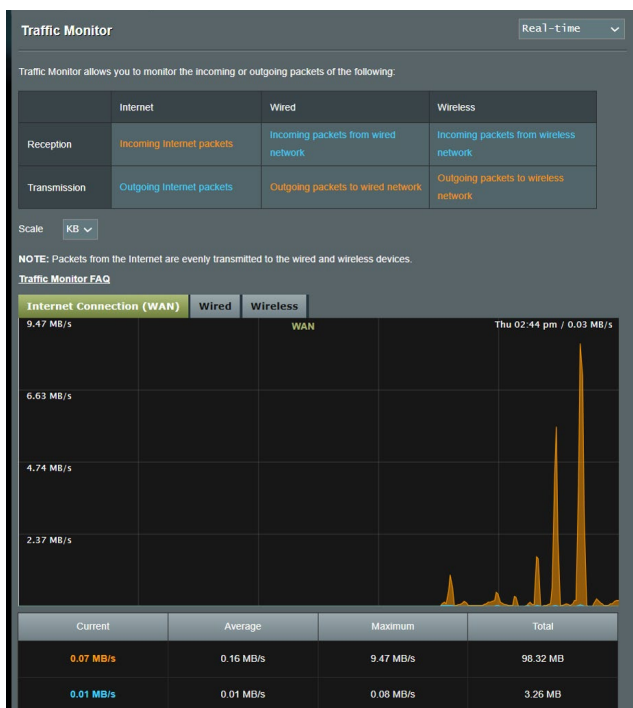 Traffic Monitor
Real-time
Traffic Monitor allows you to monitor the incoming or outgoing packets of the following:
Internet Wired Wireless
Reception Incoming Internet packets Incoming packets from wired network Incoming packets from wireless network
Transmission Outgoing Internet packets Outgoing packets to wired network Outgoing packets to wireless network
Scale KB
NOTE: Packets from the Internet are evenly transmitted to the wired and wireless devices.
Traffic Monitor FAQ
Internet Connection (WAN) Wired Wireless
9.47 MB/s WAN Thu 02:44 pm / 0.03 MB/s
6.63 MB/s
4.74 MB/s
2.37 MB/s
Current Average Maximum Total
0.07 MB/s 0.16 MB/s 9.47 MB/s 98.32 MB
0.01 MB/s 0.01 MB/s 0.08 MB/s 3.26 MB